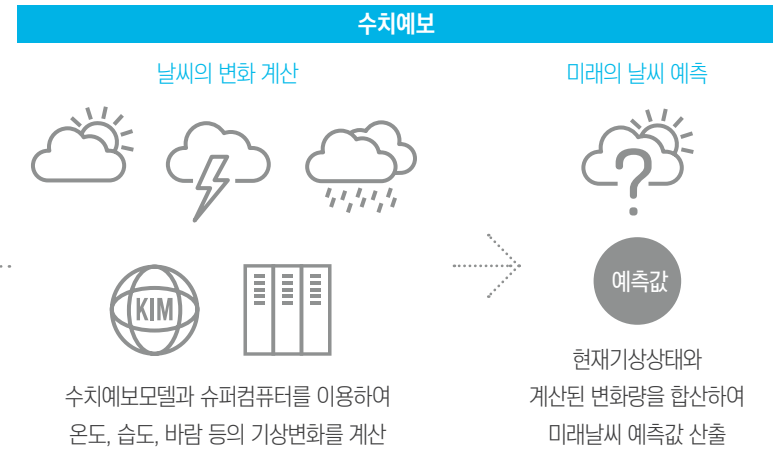 수치예보
날씨의 변화 계산
미래의 날씨 예측
?
KIM
예측값
수치예보모델과 슈퍼컴퓨터를 이용하여
온도, 습도, 바람 등의 기상변화를 계산
현재기상상태와
계산된 변화량을 합산하여
미래날씨 예측값 산출